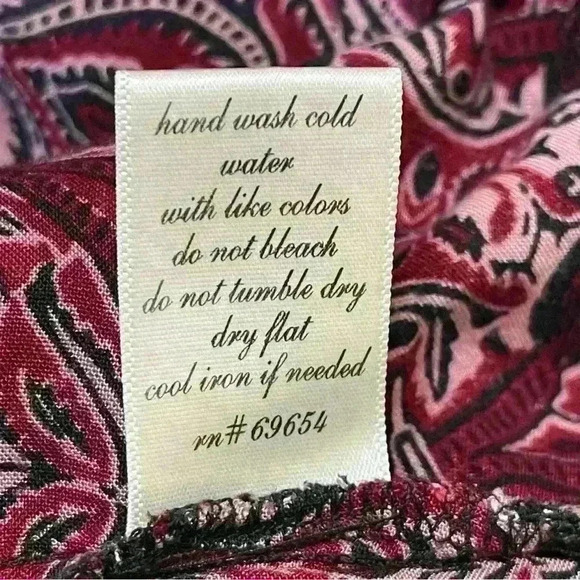 hand wash cold
water
with like colors
do not bleach
do not tumble dry
dry flat
cool iron if needed
rn#69654